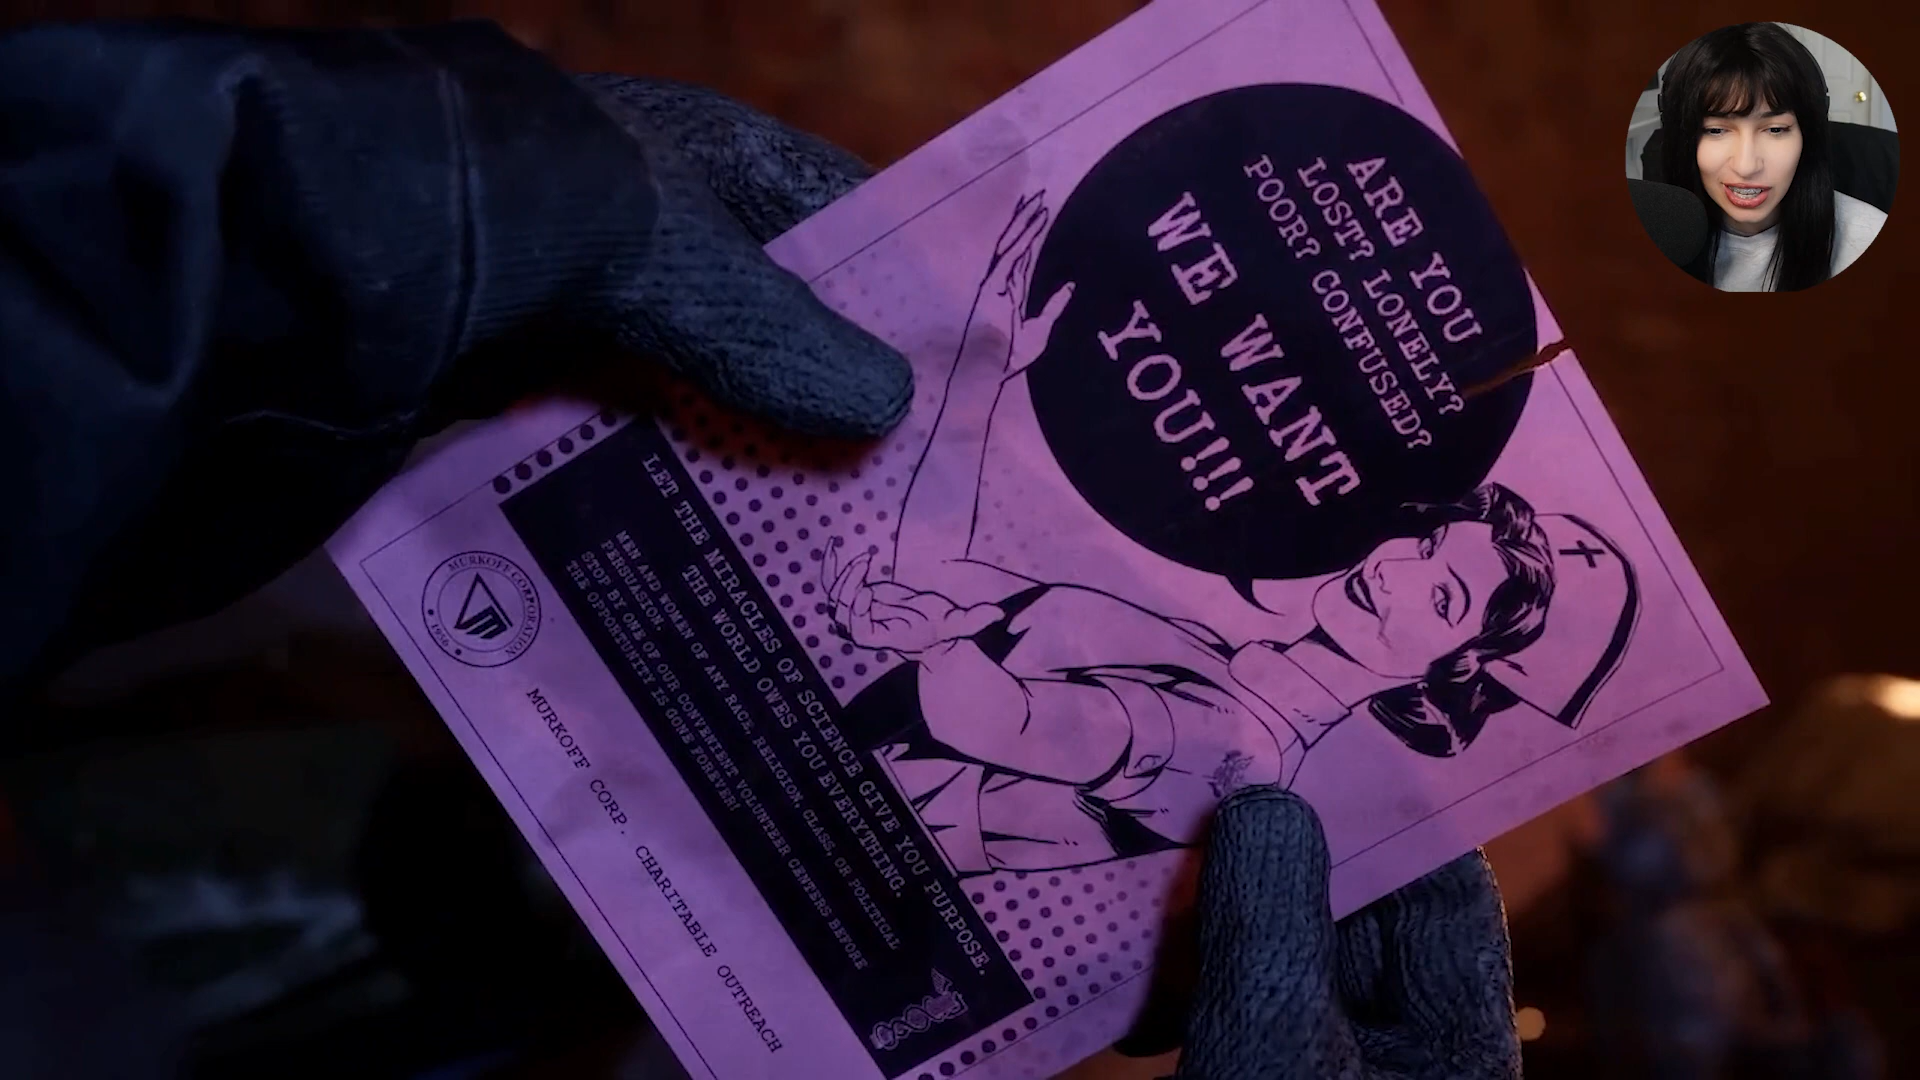 ARE YOU
LOST? LONELY?
POOR? CONFUSED?
WE WANT
YOU!!!
LET THE MIRACLES OF SCIENCE GIVE YOU PURPOSE.
THE WORLD OWES YOU EVERYTHING.
MEN AND WOMEN OF ANY RACE, RELIGION, CLASS, OR POLITICAL
PERSUASION.
STOP BY ONE OF OUR CONVENIENT VOLUNTEER CENTERS BEFORE
THE OPPORTUNITY IS GONE FOREVER!
MURKOFF CORPORATION
1956
MURKOFF CORP. CHARITABLE OUTREACH